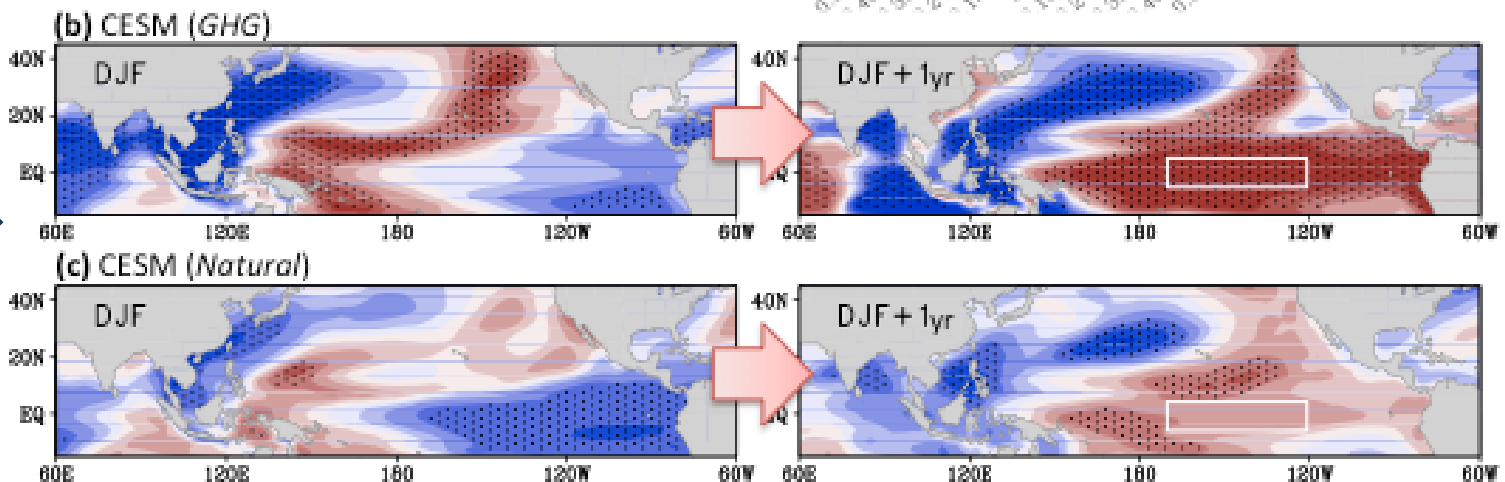 (b) CESM (GHG)
40N DJF 40N DJF + 1yr
20N
EQ
60E 120E 180 120W 60W 60E 120E 180 120W 60W
(c) CESM (Natural)
40N DJF 40N DJF + 1yr
20N 20N
EQ EQ
60E 120E 180 120W 60W 60E 120E 180 120W 60W